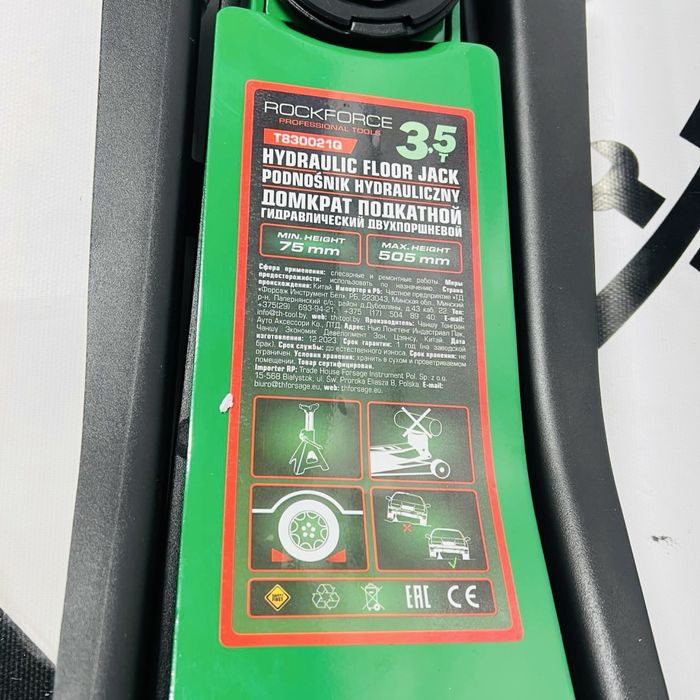 ROCKFORCE
PROFESSIONAL TOOLS
3,5 T
T830021Q
HYDRAULIC FLOOR JACK
PODNOŚNIK HYDRAULICZNY
ДОМКРАТ ПОДКАТНОЙ
ГИДРАВЛИЧЕСКИЙ ДВУХПОРШНЕВОЙ
MIN. HEIGHT
75 mm
MAX. HEIGHT
505 mm
Сфера применения: слесарные и ремонтные работы. Меры
предосторожности: использовать по назначению. Страна
происхождения: Китай. Импортер в РБ: Частное предприятие «ТД
«Форсаж Инструмент Бел», РБ, 223043, Минская обл., Минский
р-н, Папернянский с/с, район д.Дубовляны, д.43 каб. 22. Тел:
+375(29) 693-94-21, +375 (17) 504 89 40 E-mail:
info@th-tool.by, web: th-tool.by. Производитель: Чаншу Тонгран
Ауто Аксессори Ко., ЛТД. Адрес: Нью Лонгтенг Индастриал Пак,
Чаншу Экономик Девелопмент Зон, Цзянсу, Китай. Дата
изготовления: 12.2023. Срок гарантии: 1 год (на заводской
брак). Срок службы: до естественного износа. Срок хранения: не
ограничен. Условия хранения: хранить в сухом и проветриваемом
помещении. Товар сертифицирован.
Importer RP: Trade House Forsage Instrument Pol. Sp. z o.o.
15-568 Białystok, ul. Św. Proroka Eliasza 8, Polska. E-mail:
biuro@thforsage.eu, web: thforsage.eu.
EAC CE